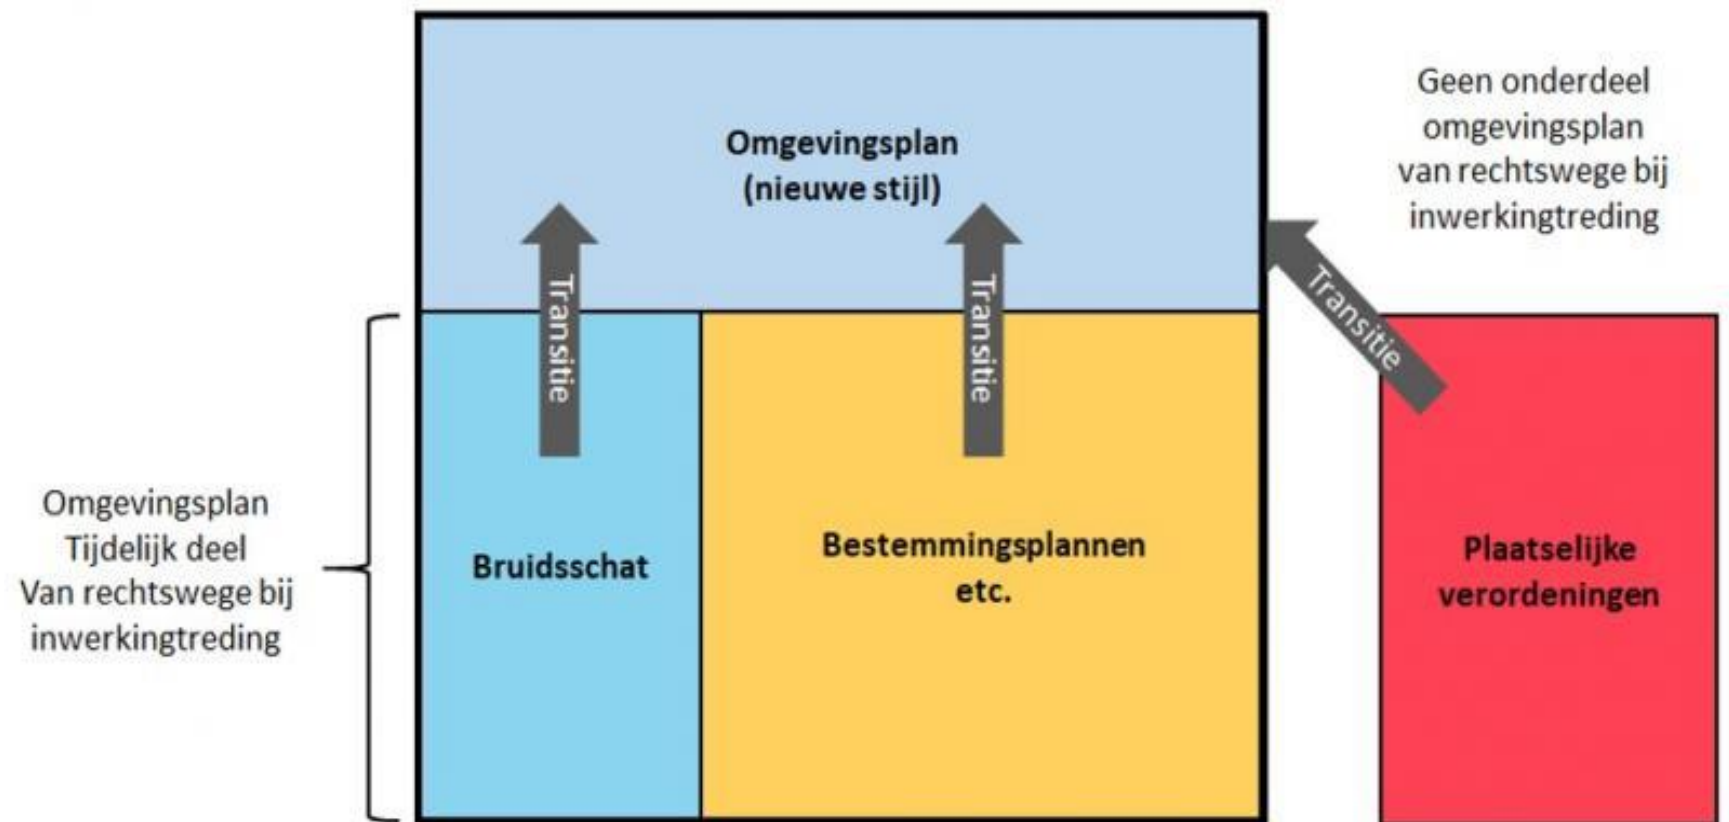 Omgevingsplan
(nieuwe stijl)
Geen onderdeel
omgevingsplan
van rechtswege bij
inwerkingtreding
Transitie
Transitie
Transitie
Omgevingsplan
Tijdelijk deel
Van rechtswege bij
inwerkingtreding
Bruidsschat
Bestemmingsplannen
etc.
Plaatselijke
verordeningen